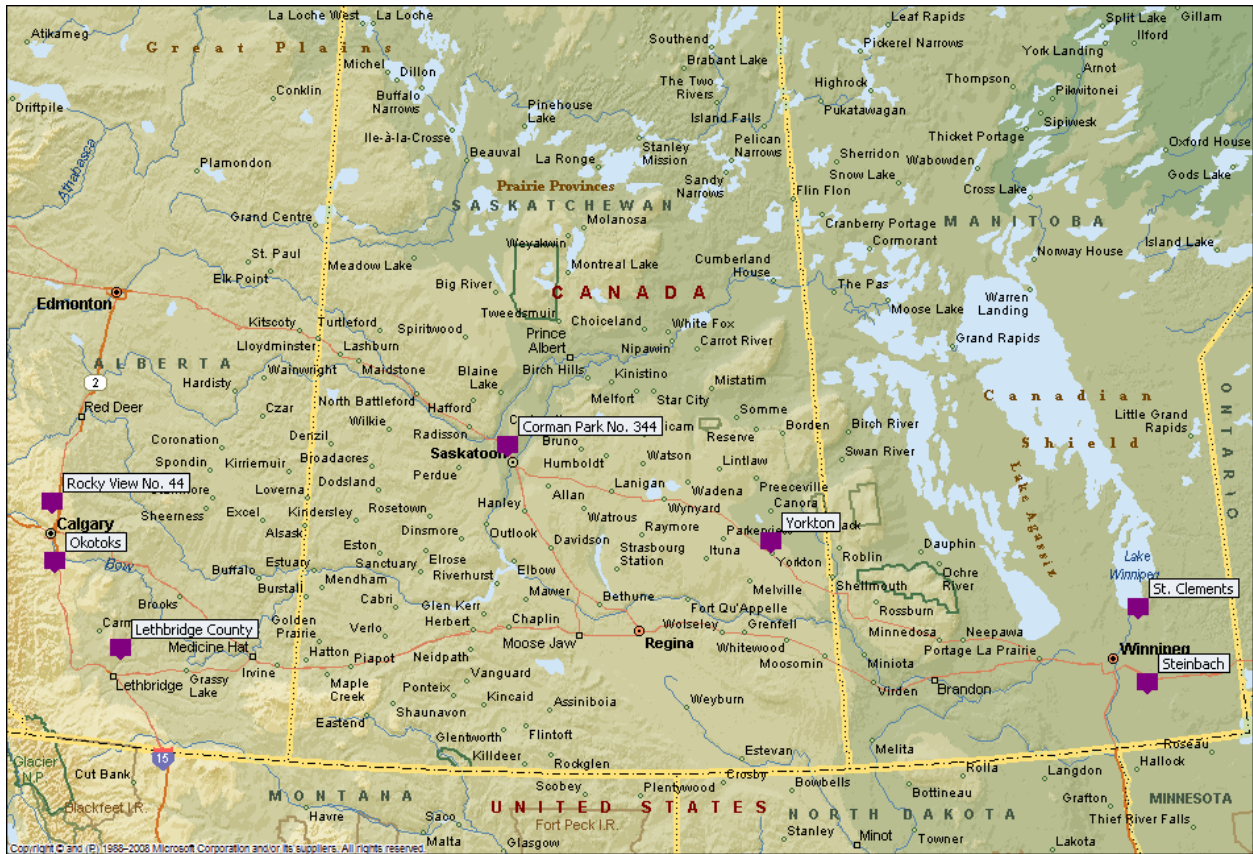 La Loche West
La Loche
Leaf Rapids
Split Lake
Gillam
Atikameg
Great Plains
Southend
Pickerel Narrows
York Landing
Ilford
Michel
Dillon
Brabant Lake
Arnot
Conklin
Buffalo
Narrows
The Two
Rivers
Highrock
Thompson
Pikwitonei
Driftpile
Pinehouse
Lake
Pukatawagan
Island Falls
Sipiwesk
Ile-à-la-Crosse
Thicket Portage
Pelican
Narrows
Oxford House
Beauval
La Ronge
Stanley
Mission
Sherridon
Wabowden
Plamondon
Snow Lake
Gods Lake
Athabasca
Prairie Provinces
Sandy
Narrows
Flin Flon
Cross Lake
SASKATCHEWAN
Grand Centre
Molanosa
Cranberry Portage
MANITOBA
Weyakwin
Cormorant
Island Lake
St. Paul
Norway House
Meadow Lake
Montreal Lake
Cumberland
House
Elk Point
Big River
The Pas
CANADA
Warren
Landing
Edmonton
Moose Lake
Tweedsmuir
Kitscoty
Turtleford
Spiritwood
Choiceland
White Fox
Prince
Albert
Grand Rapids
Lloydminster
Lashburn
Nipawin
Carrot River
ALBERTA
Wainwright
Maidstone
Blaine
Lake
Birch Hills
Kinistino
Mistatim
2
Hardisty
North Battleford
Melfort
Star City
Canadian
ONTARIO
Red Deer
Czar
Hafford
Somme
Little Grand
Rapids
Wilkie
Corman Park No. 344
Borden
Birch River
Coronation
Denzil
Radisson
Bruno
Reserve
Shield
Saskatoon
Swan River
Spondin
Kirriemuir
Broadacres
Humboldt
Watson
Lintlaw
Perdue
Lake Agassiz
Rocky View No. 44
Loverna
Dodsland
Lanigan
Wadena
Preeceville
Allan
Canora
Sheerness
Excel
Kindersley
Rosetown
Hanley
Watrous
Wynyard
Calgary
Alsask
Dinsmore
Outlook
Raymore
Yorkton
Okotoks
Eston
Davidson
Strasbourg
Station
Ituna
Roblin
Dauphin
Lake
Winnipeg
Bow
Buffalo
Estuary
Sanctuary
Elrose
Riverhurst
Elbow
Yorkton
Ochre
River
Burstall
Mendham
Shellmouth
Brooks
Cabri
Glen Kerr
Mawer
Bethune
Melville
St. Clements
Fort Qu'Appelle
Rossburn
Golden
Prairie
Herbert
Chaplin
Lethbridge County
Verlo
Wolseley
Grenfell
Minnedosa
Neepawa
Moose Jaw
Regina
Medicine Hat
Hatton
Piapot
Neidpath
Whitewood
Portage La Prairie
Winnipeg
Moosomin
Miniota
Steinbach
Irvine
Vanguard
Lethbridge
Grassy
Lake
Maple
Creek
Ponteix
Kincaid
Assiniboia
Weyburn
Virden
Brandon
Shaunavon
Eastend
Flintoft
Glentworth
Estevan
Melita
Roseau
15
Killdeer
Rockglen
Glacier
N.P.
Cut Bank
Crosby
Rolla
Langdon
Hallock
Soobey
Plentywood
Bowbells
Bottineau
MONTANA
Blackfeet I.R.
UNITED STATES
Grafton
MINNESOTA
Havre
Saco
Fort Peck I.R.
NORTH DAKOTA
Thief River Falls
Stanley
Minot
Towner
Malta
Glasgow
Lakota
Copyright © and (P) 1988–2008 Microsoft Corporation and/or its suppliers. All rights reserved.